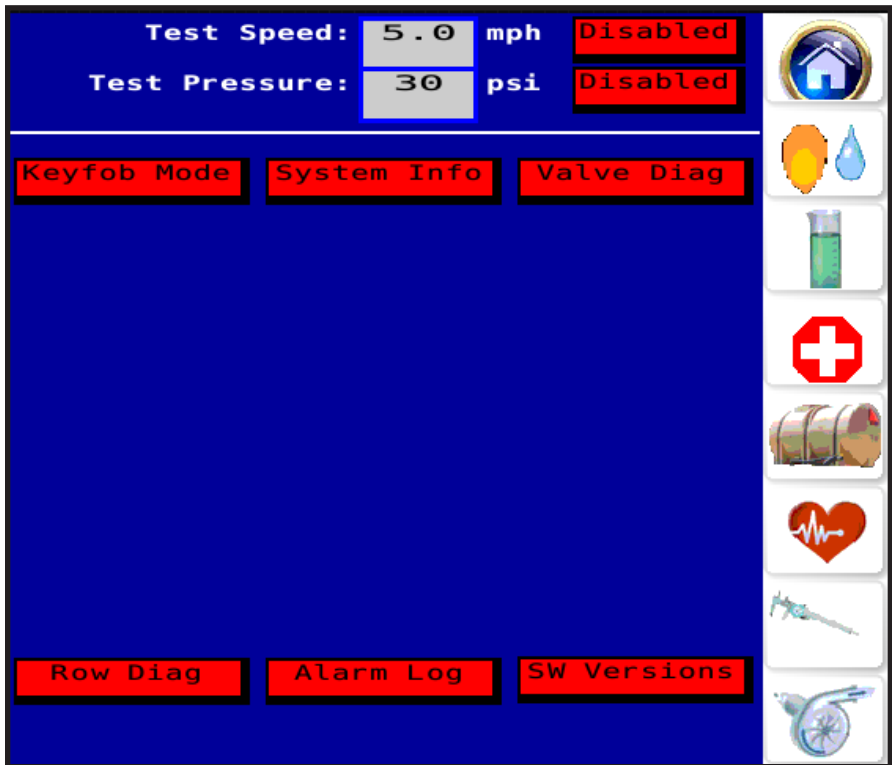 Test Speed: 5.0 mph Disabled
Test Pressure: 30 psi Disabled
Keyfob Mode System Info Valve Diag
Row Diag Alarm Log SW Versions